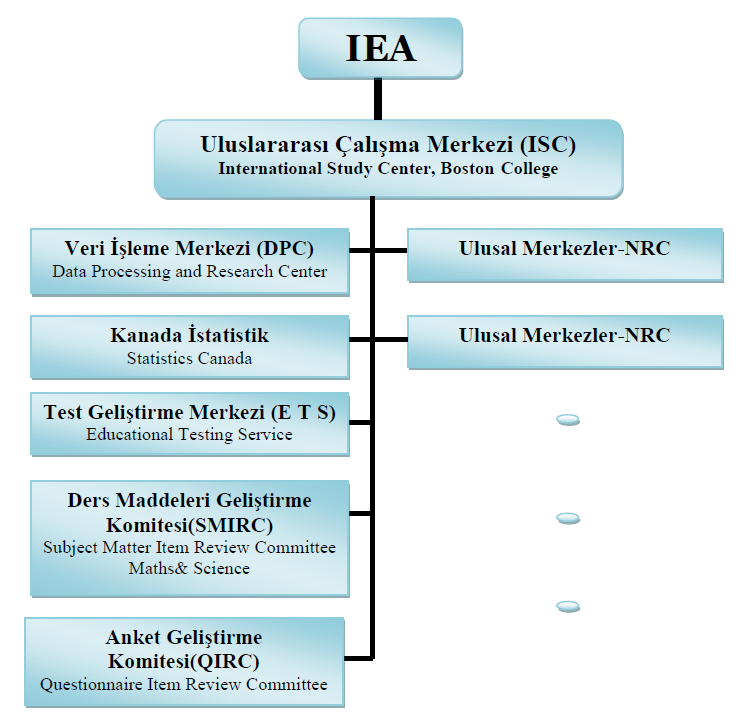 IEA
Uluslararası Çalışma Merkezi (ISC)
International Study Center, Boston College
Veri İşleme Merkezi (DPC)
Data Processing and Research Center
Ulusal Merkezler-NRC
Kanada İstatistik
Statistics Canada
Ulusal Merkezler-NRC
Test Geliştirme Merkezi (E T S)
Educational Testing Service
Ders Maddeleri Geliştirme
Komitesi(SMIRC)
Subject Matter Item Review Committee
Maths& Science
Anket Geliştirme
Komitesi(QIRC)
Questionnaire Item Review Committee